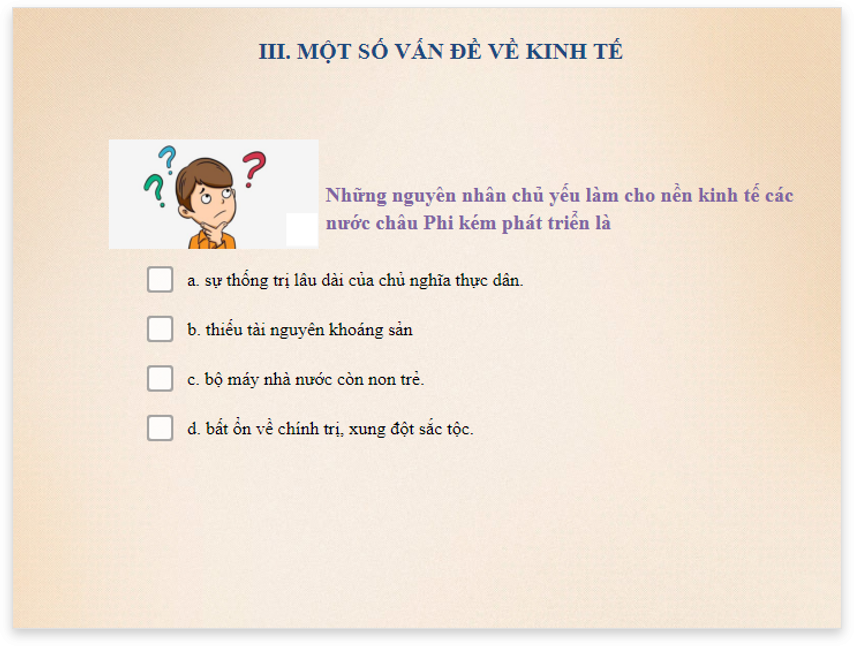 III. MỘT SỐ VẤN ĐỀ VỀ KINH TẾ
Những nguyên nhân chủ yếu làm cho nền kinh tế các
nước châu Phi kém phát triển là
a. sự thống trị lâu dài của chủ nghĩa thực dân.
b. thiếu tài nguyên khoáng sản
c. bộ máy nhà nước còn non trẻ.
d. bất ổn về chính trị, xung đột sắc tộc.